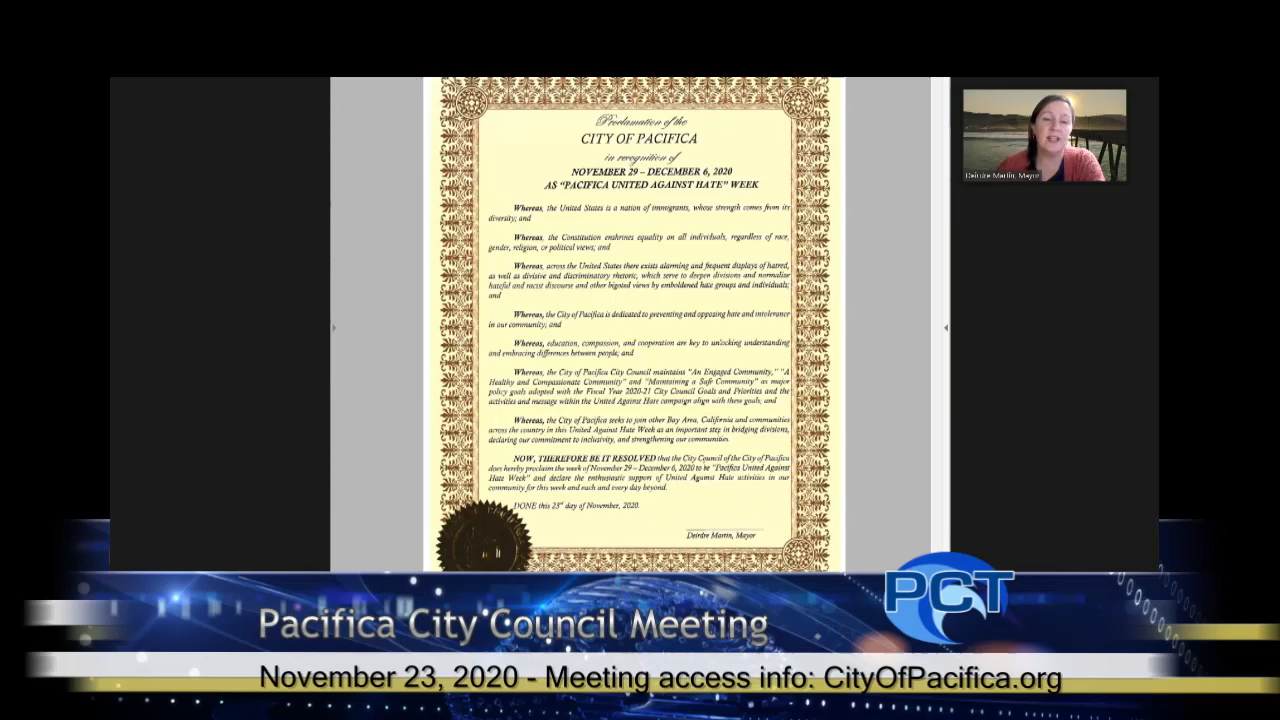 Proclamation of the
CITY OF PACIFICA
in recognition of
NOVEMBER 29 – DECEMBER 6, 2020
AS “PACIFICA UNITED AGAINST HATE” WEEK
Whereas, the United States is a nation of immigrants, whose strength comes from its
diversity; and
Whereas, the Constitution enshrines equality on all individuals, regardless of race,
gender, religion, or political views; and
Whereas, across the United States there exists alarming and frequent displays of hatred,
as well as divisive and discriminatory rhetoric, which serve to deepen divisions and normalize
hateful and racist discourse and other bigoted views by emboldened hate groups and individuals;
and
Whereas, the City of Pacifica is dedicated to preventing and opposing hate and intolerance
in our community; and
Whereas, education, compassion, and cooperation are key to unlocking understanding
and embracing differences between people; and
Whereas, the City of Pacifica City Council maintains “An Engaged Community,” “A
Healthy and Compassionate Community” and “Maintaining a Safe Community” as major
policy goals adopted with the Fiscal Year 2020-21 City Council Goals and Priorities and the
activities and message within the United Against Hate campaign align with these goals; and
Whereas, the City of Pacifica seeks to join other Bay Area, California and communities
across the country in this United Against Hate Week as an important step in bridging divisions,
declaring our commitment to inclusivity, and strengthening our communities.
NOW, THEREFORE BE IT RESOLVED that the City Council of the City of Pacifica
does hereby proclaim the week of November 29 – December 6, 2020 to be “Pacifica United Against
Hate Week” and declare the enthusiastic support of United Against Hate activities in our
community for this week and each and every day beyond.
DONE this 23rd day of November, 2020.
Deirdre Martin, Mayor
Deirdre Martin, Mayor
PCT
Pacifica City Council Meeting
November 23, 2020 - Meeting access info: CityOfPacifica.org